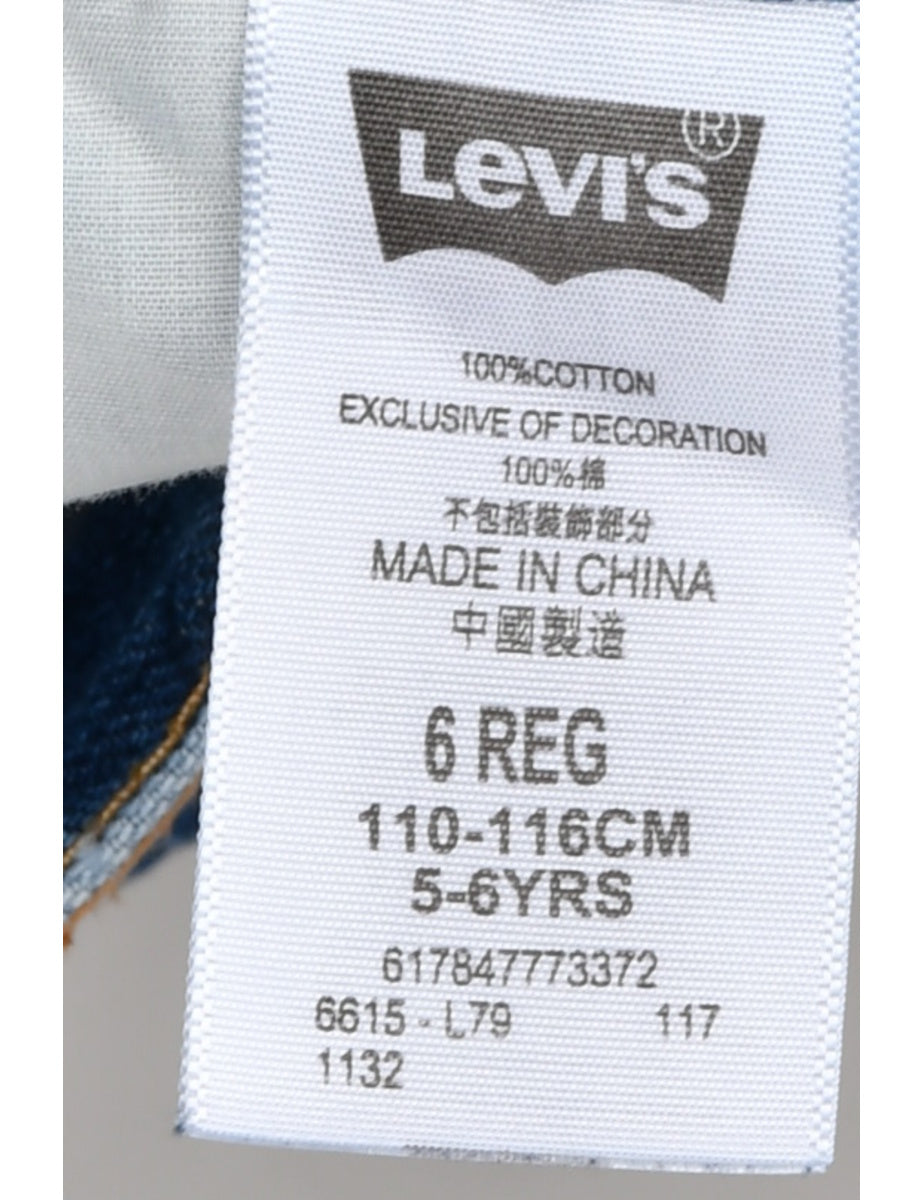 LEVI'S®
100%COTTON
EXCLUSIVE OF DECORATION
100%棉
不包括裝飾部分
MADE IN CHINA
中國製造
6 REG
110-116CM
5-6YRS
617847773372
6615 - L79 117
1132